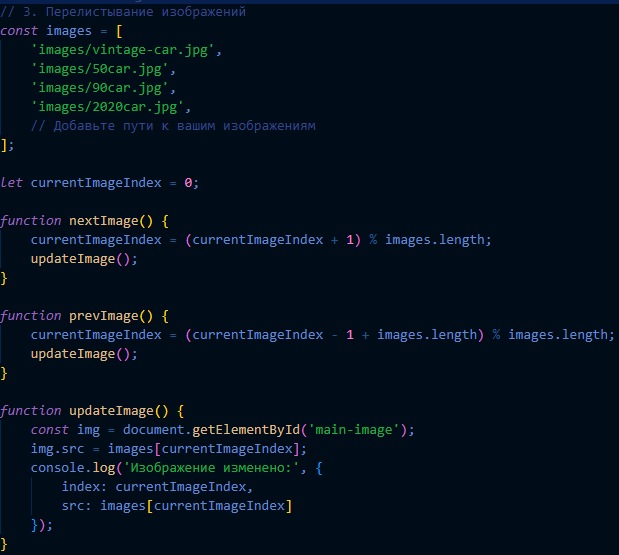 // 3. Перелистывание изображений
const images = [
    'images/vintage-car.jpg',
    'images/50car.jpg',
    'images/90car.jpg',
    'images/2020car.jpg',
    // Добавьте пути к вашим изображениям
];

let currentImageIndex = 0;

function nextImage() {
    currentImageIndex = (currentImageIndex + 1) % images.length;
    updateImage();
}

function prevImage() {
    currentImageIndex = (currentImageIndex - 1 + images.length) % images.length;
    updateImage();
}

function updateImage() {
    const img = document.getElementById('main-image');
    img.src = images[currentImageIndex];
    console.log('Изображение изменено:', {
        index: currentImageIndex,
        src: images[currentImageIndex]
    });
}